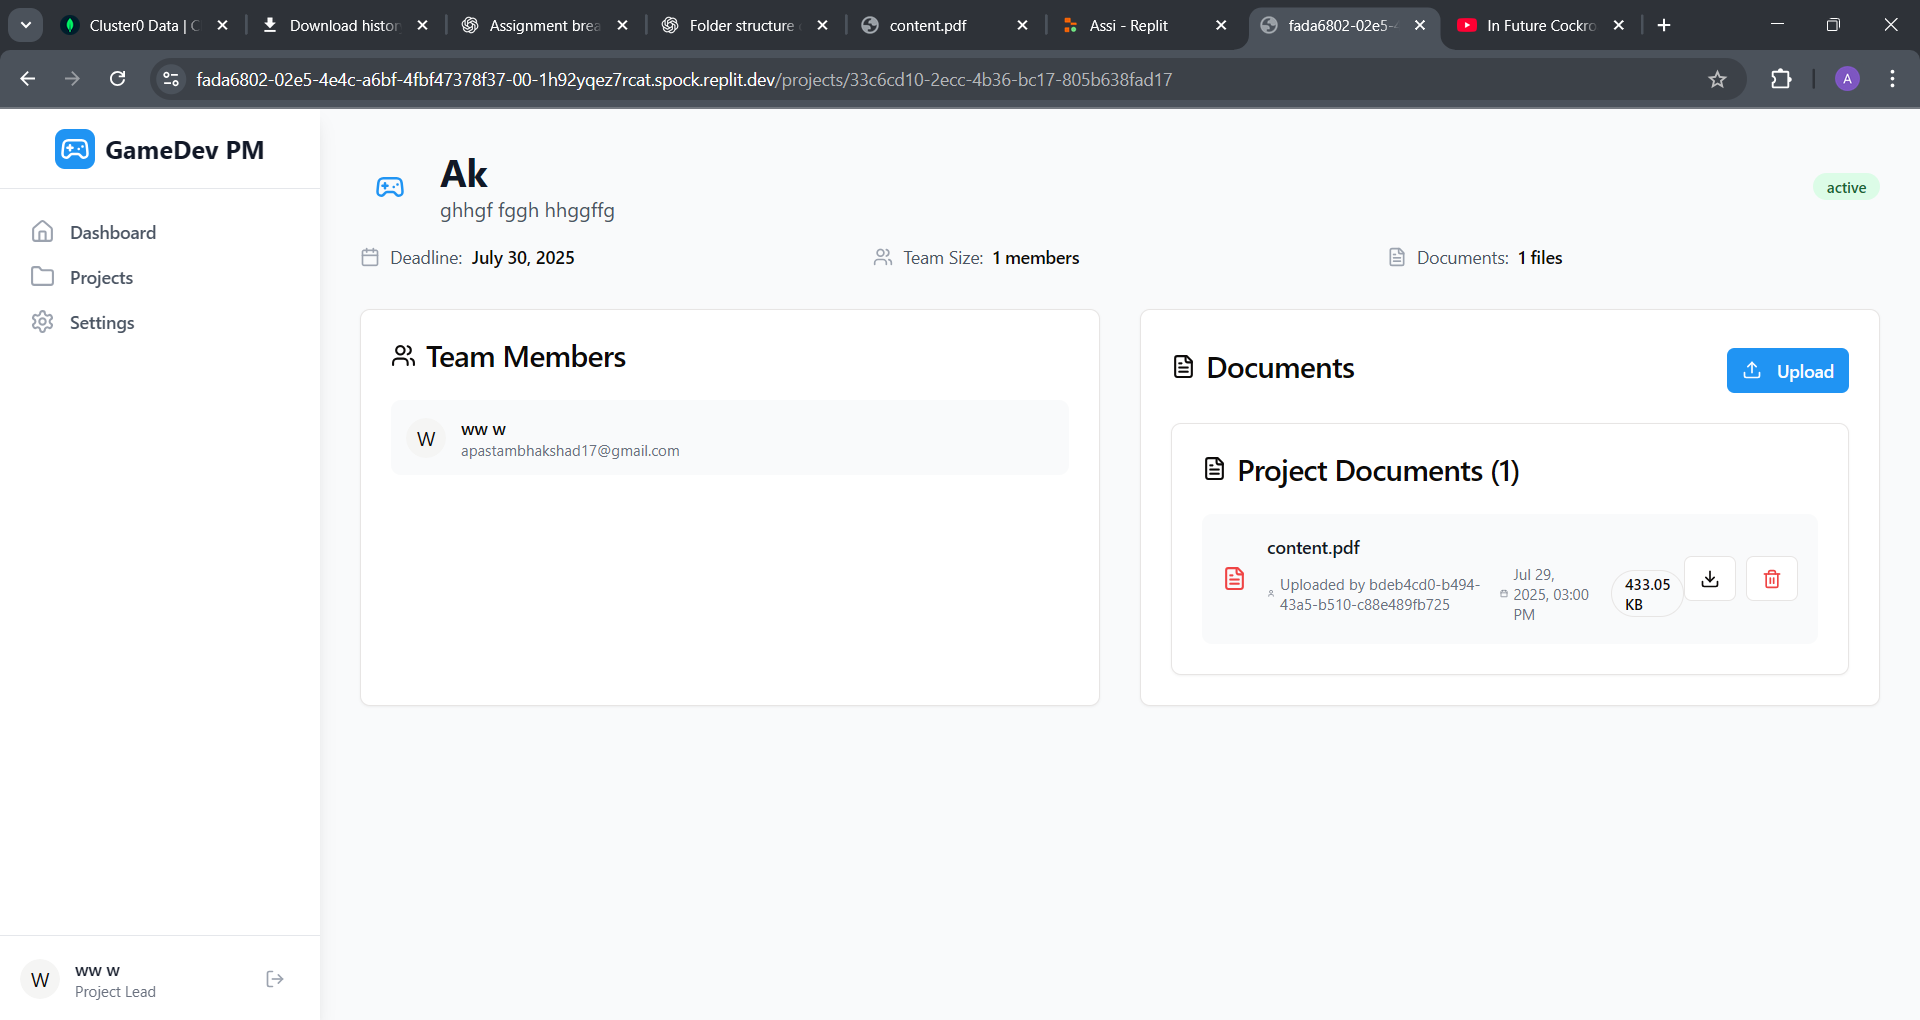 Cluster0 Data | C
Download histor
Assignment brea
Folder structure
content.pdf
Assi - Replit
fada6802-02e5-
In Future Cockro
fada6802-02e5-4e4c-a6bf-4fbf47378f37-00-1h92yqez7rcat.spock.replit.dev/projects/33c6cd10-2ecc-4b36-bc17-805b638fad17
A
GameDev PM
Dashboard
Projects
Settings
Ak
ghhgf fggh hhggffg
active
Deadline: July 30, 2025
Team Size: 1 members
Documents: 1 files
Team Members
W
ww w
apastambhakshad17@gmail.com
Documents
Upload
Project Documents (1)
content.pdf
Uploaded by bdeb4cd0-b494-
43a5-b510-c88e489fb725
Jul 29,
2025, 03:00
PM
433.05
KB
W
ww w
Project Lead